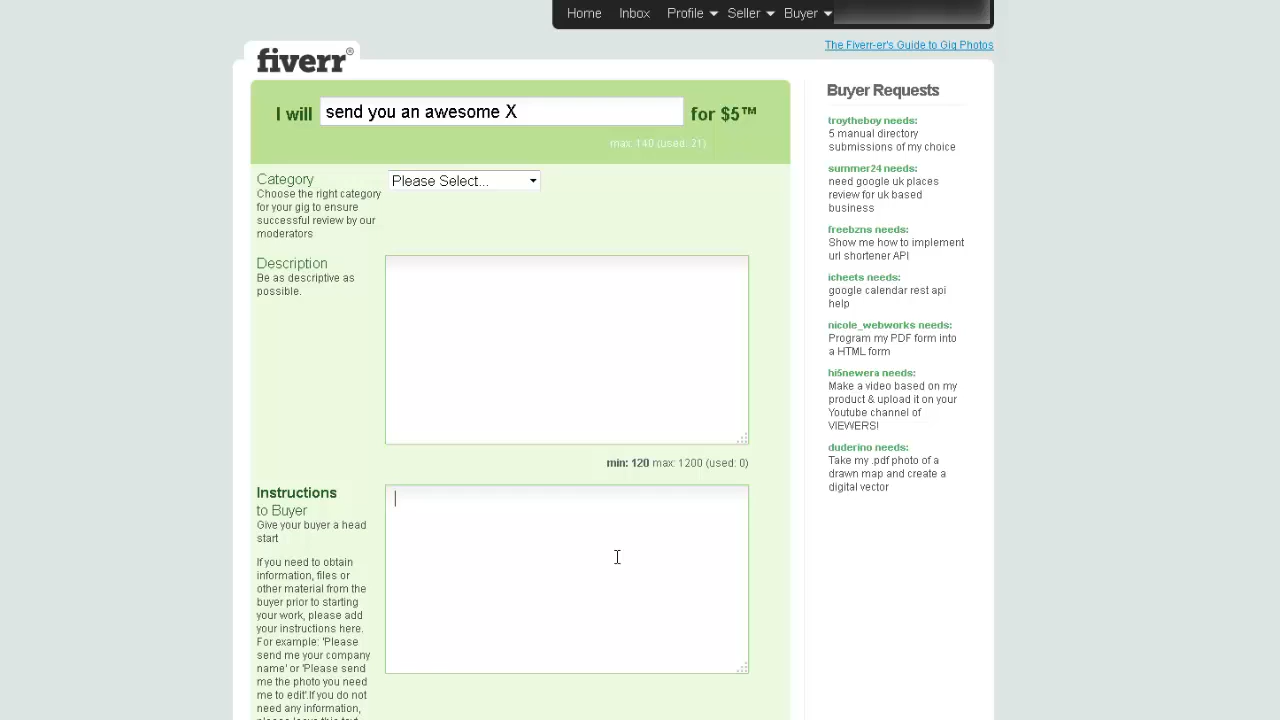 Home Inbox Profile Seller Buyer
The Fiverr-er's Guide to Gig Photos
fiverr®
I will send you an awesome X for $5™
max: 140 (used: 21)
Category
Choose the right category
for your gig to ensure
successful review by our
moderators
Please Select...
Description
Be as descriptive as
possible.
min: 120 max: 1200 (used: 0)
Instructions
to Buyer
Give your buyer a head
start
If you need to obtain
information, files or
other material from the
buyer prior to starting
your work, please add
your instructions here.
For example: 'Please
send me your company
name' or 'Please send
me the photo you need
me to edit'.If you do not
need any information,
please leave this text
Buyer Requests
troytheboy needs:
5 manual directory
submissions of my choice
summer24 needs:
need google uk places
review for uk based
business
freebzns needs:
Show me how to implement
url shortener API
icheets needs:
google calendar rest api
help
nicole_webworks needs:
Program my PDF form into
a HTML form
hi5newera needs:
Make a video based on my
product & upload it on your
Youtube channel of
VIEWERS!
duderino needs:
Take my .pdf photo of a
drawn map and create a
digital vector